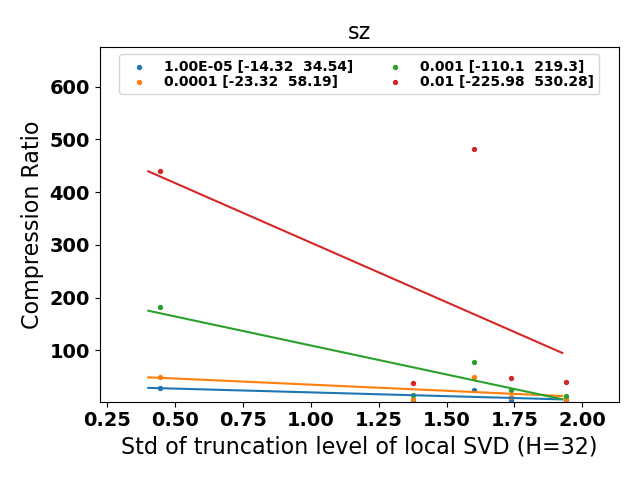 sz
1.00E-05 [-14.32 34.54]
0.0001 [-23.32 58.19]
0.001 [-110.1 219.3]
0.01 [-225.98 530.28]
Compression Ratio
600
500
400
300
200
100
0.25 0.50 0.75 1.00 1.25 1.50 1.75 2.00
Std of truncation level of local SVD (H=32)